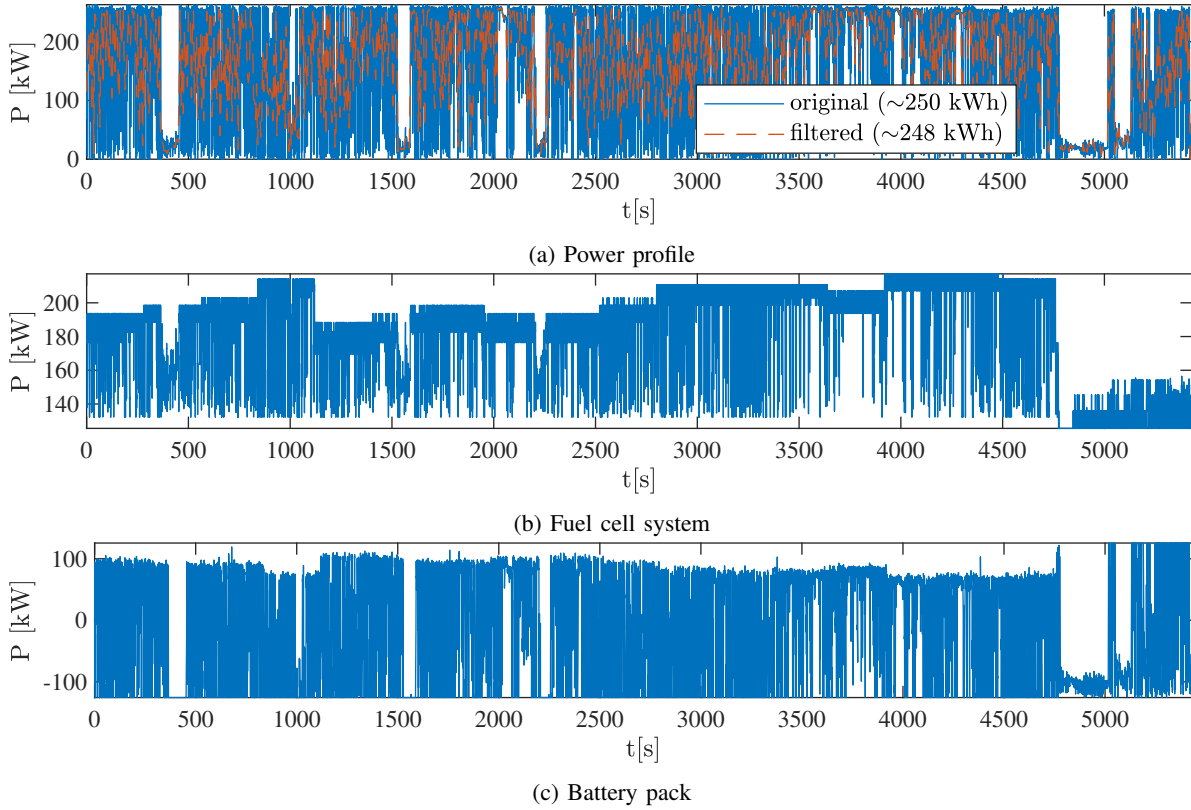 200
100
0
P [kW]
original (~250 kWh)
filtered (~248 kWh)
0 500 1000 1500 2000 2500 3000 3500 4000 4500 5000
t[s]
(a) Power profile
200
180
160
140
P [kW]
0 500 1000 1500 2000 2500 3000 3500 4000 4500 5000
t[s]
(b) Fuel cell system
100
0
-100
P [kW]
0 500 1000 1500 2000 2500 3000 3500 4000 4500 5000
t[s]
(c) Battery pack